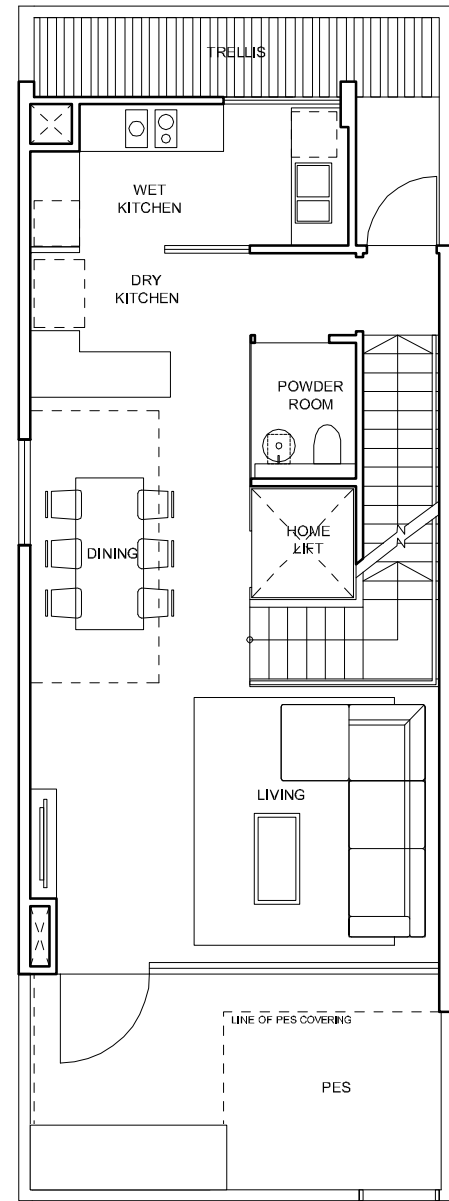 TRELLIS
WET
KITCHEN
DRY
KITCHEN
POWDER
ROOM
HOME
LIFT
DINING
LIVING
LINE OF PES COVERING
PES